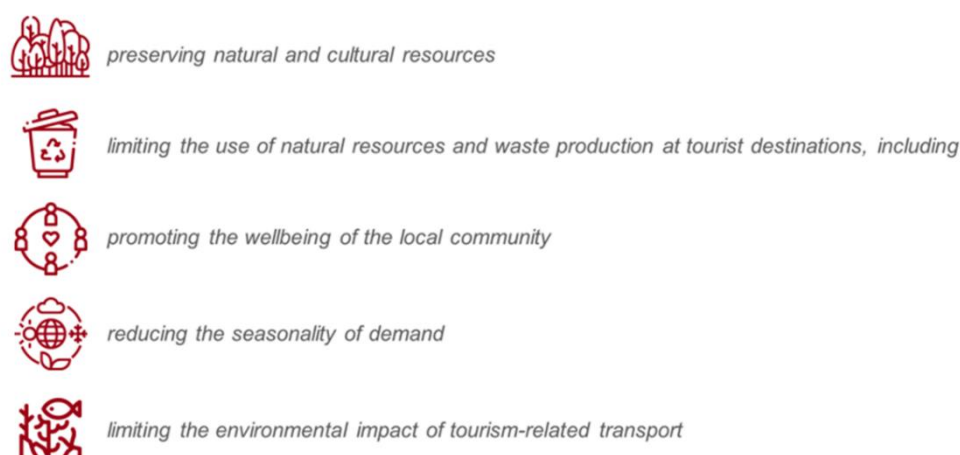 preserving natural and cultural resources
limiting the use of natural resources and waste production at tourist destinations, including
promoting the wellbeing of the local community
reducing the seasonality of demand
limiting the environmental impact of tourism-related transport